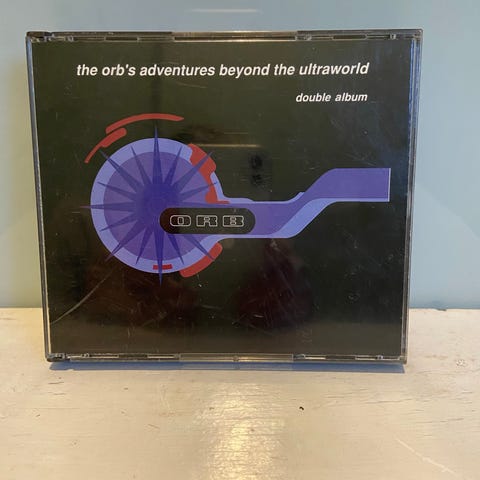 the orb's adventures beyond the ultraworld
double album
ORB